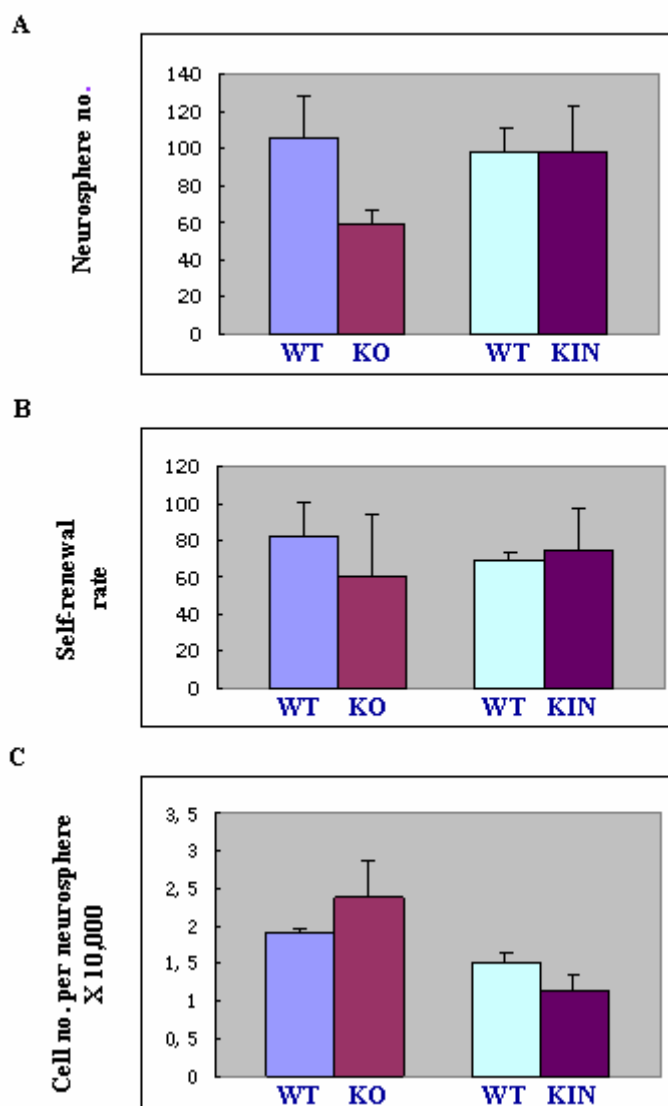 A
Neurosphere no.
140
120
100
80
60
40
20
0
WT KO WT KIN
B
Self-renewal
rate
120
100
80
60
40
20
0
WT KO WT KIN
C
Cell no. per neurosphere
X 10,000
3,5
3
2,5
2
1,5
1
0,5
0
WT KO WT KIN